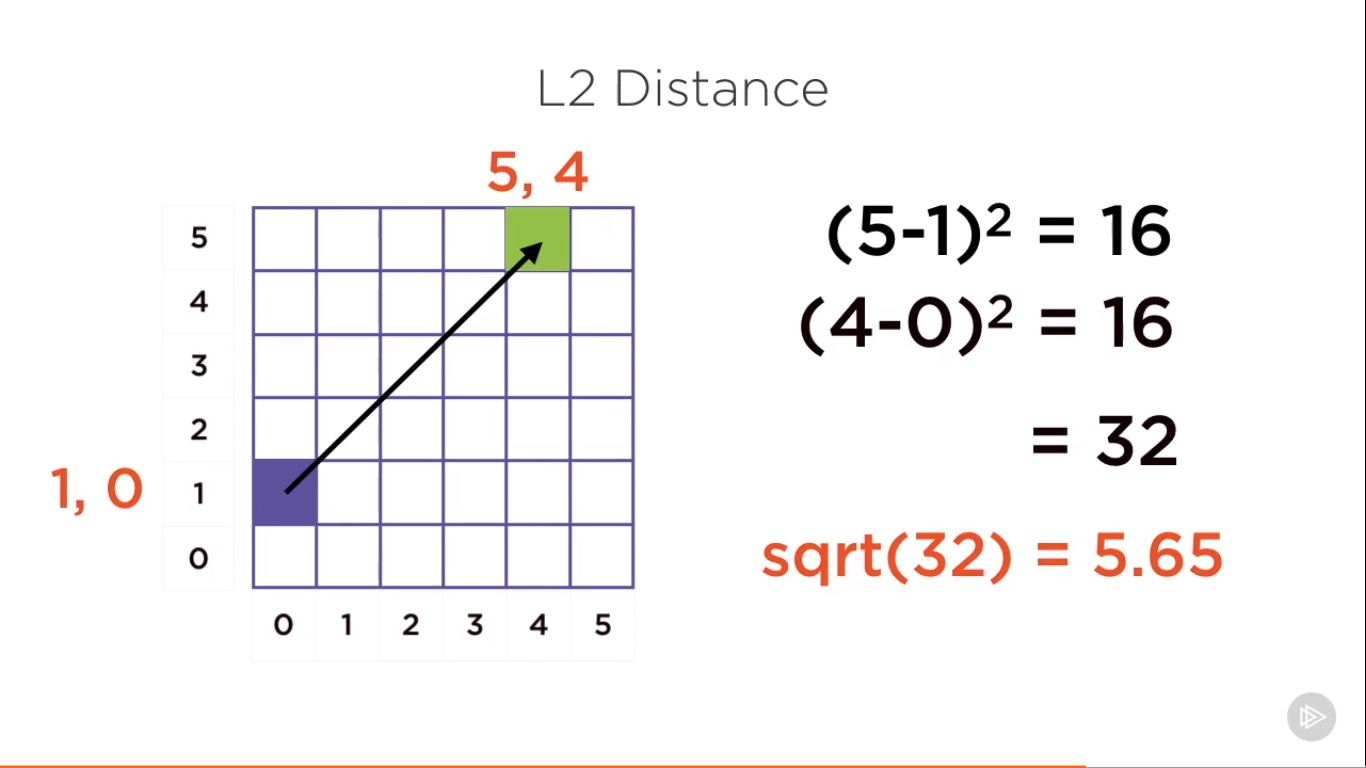 L2 Distance
5, 4
5
4
3
2
1, 0
1
0
0 1 2 3 4 5
(5-1)² = 16
(4-0)² = 16
= 32
sqrt(32) = 5.65